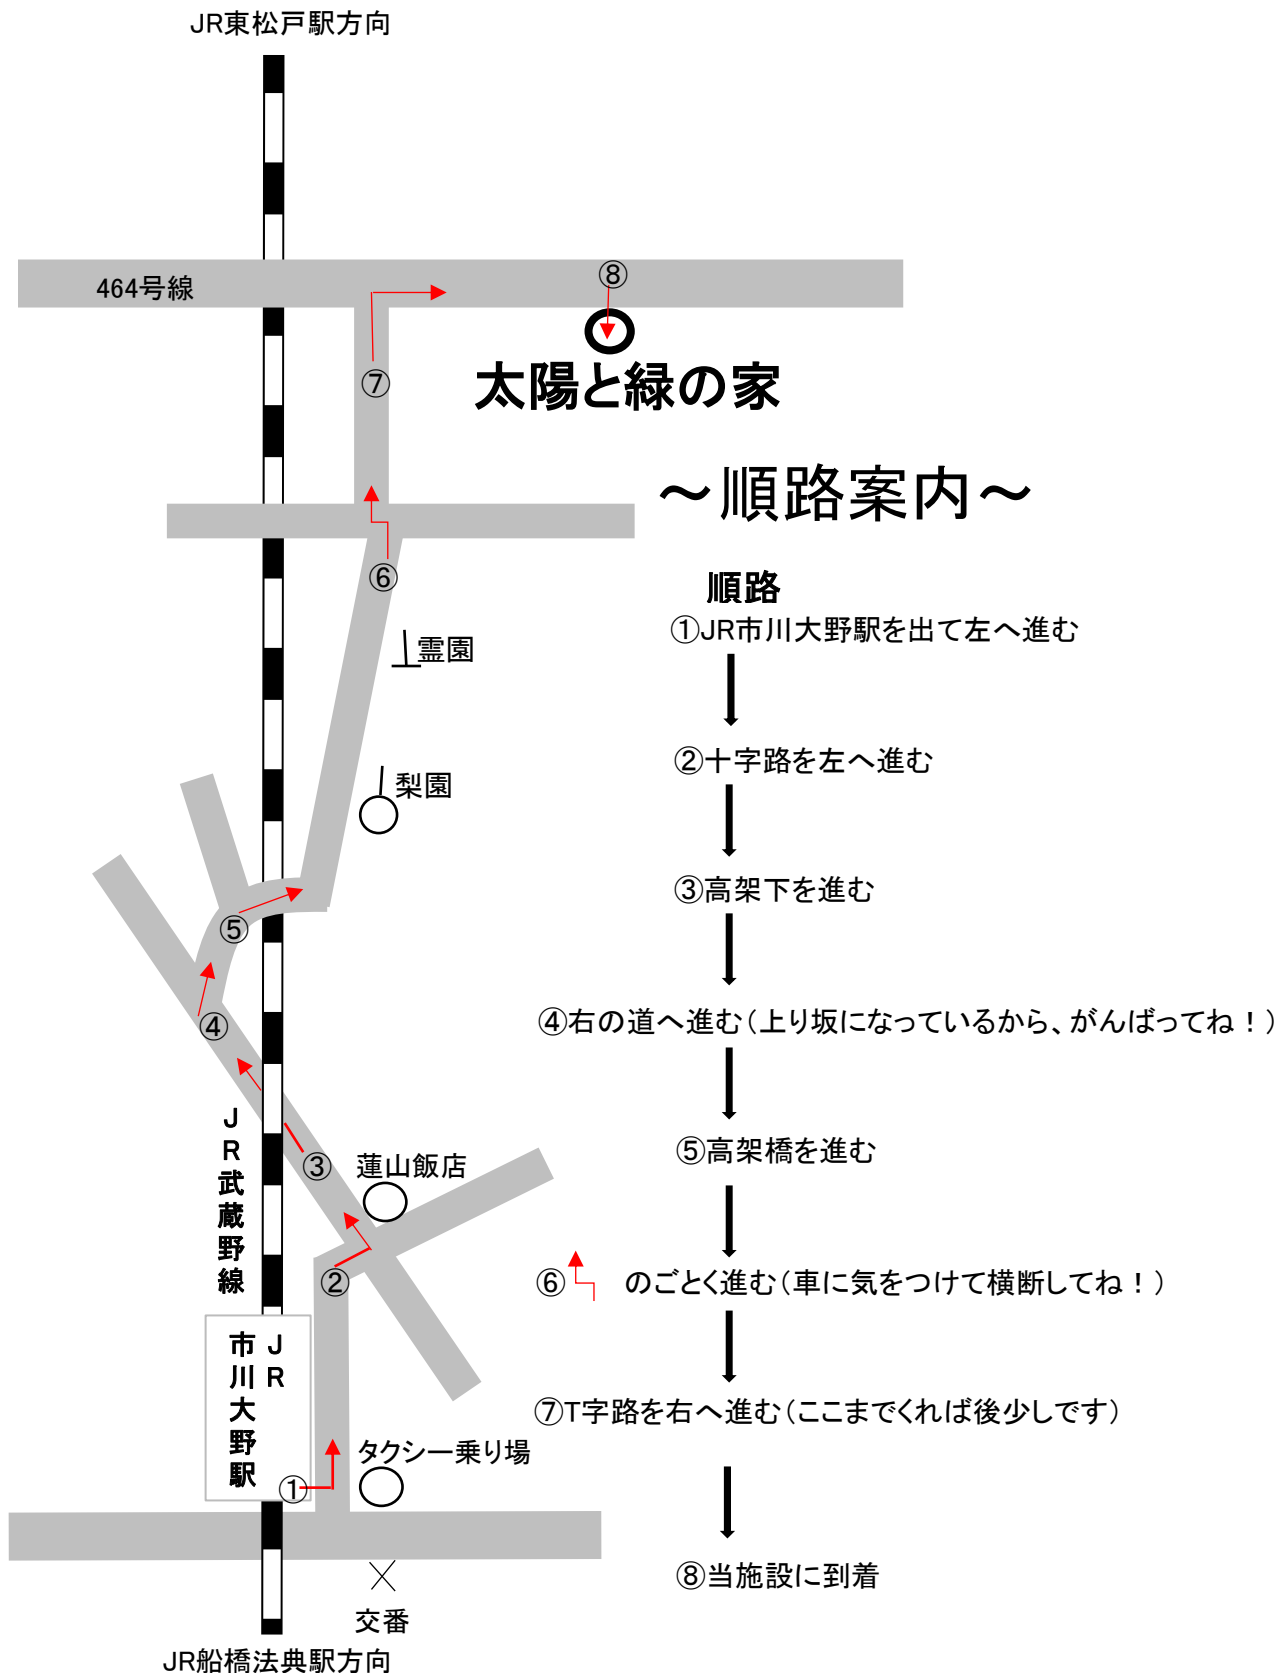 JR東松戸駅方向
464号線
⑧
⑦
太陽と緑の家
～順路案内～
⑥
霊園
梨園
⑤
④
JR武蔵野線
③
蓮山飯店
②
JR
市川大野駅
タクシー乗り場
①
交番
JR船橋法典駅方向
順路
①JR市川大野駅を出て左へ進む
②十字路を左へ進む
③高架下を進む
④右の道へ進む（上り坂になっているから、がんばってね！）
⑤高架橋を進む
⑥ のごとく進む（車に気をつけて横断してね！）
⑦T字路を右へ進む（ここまでくれば後少しです）
⑧当施設に到着